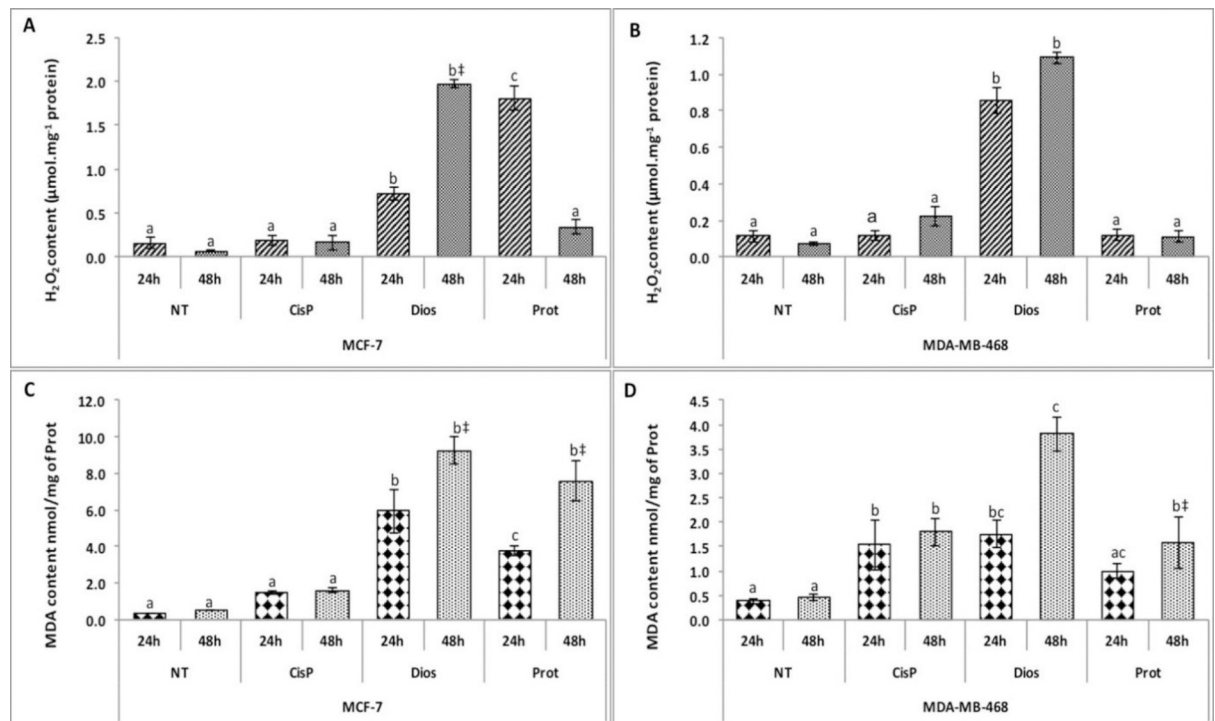 A
H₂O₂ content (µmol.mg⁻¹ protein)
2.5
2.0
1.5
1.0
0.5
0.0
a
a
a
a
b
b‡
c
a
24h 48h 24h 48h 24h 48h 24h 48h
NT CisP Dios Prot
MCF-7
B
H₂O₂ content (µmol.mg⁻¹ protein)
1.2
1.0
0.8
0.6
0.4
0.2
0.0
a
a
a
a
b
b
a
a
24h 48h 24h 48h 24h 48h 24h 48h
NT CisP Dios Prot
MDA-MB-468
C
MDA content nmol/mg of Prot
12.0
10.0
8.0
6.0
4.0
2.0
0.0
a
a
a
a
b
b‡
c
b‡
24h 48h 24h 48h 24h 48h 24h 48h
NT CisP Dios Prot
MCF-7
D
MDA content nmol/mg of Prot
4.5
4.0
3.5
3.0
2.5
2.0
1.5
1.0
0.5
0.0
a
a
b
b
bc
c
ac
b‡
24h 48h 24h 48h 24h 48h 24h 48h
NT CisP Dios Prot
MDA-MB-468